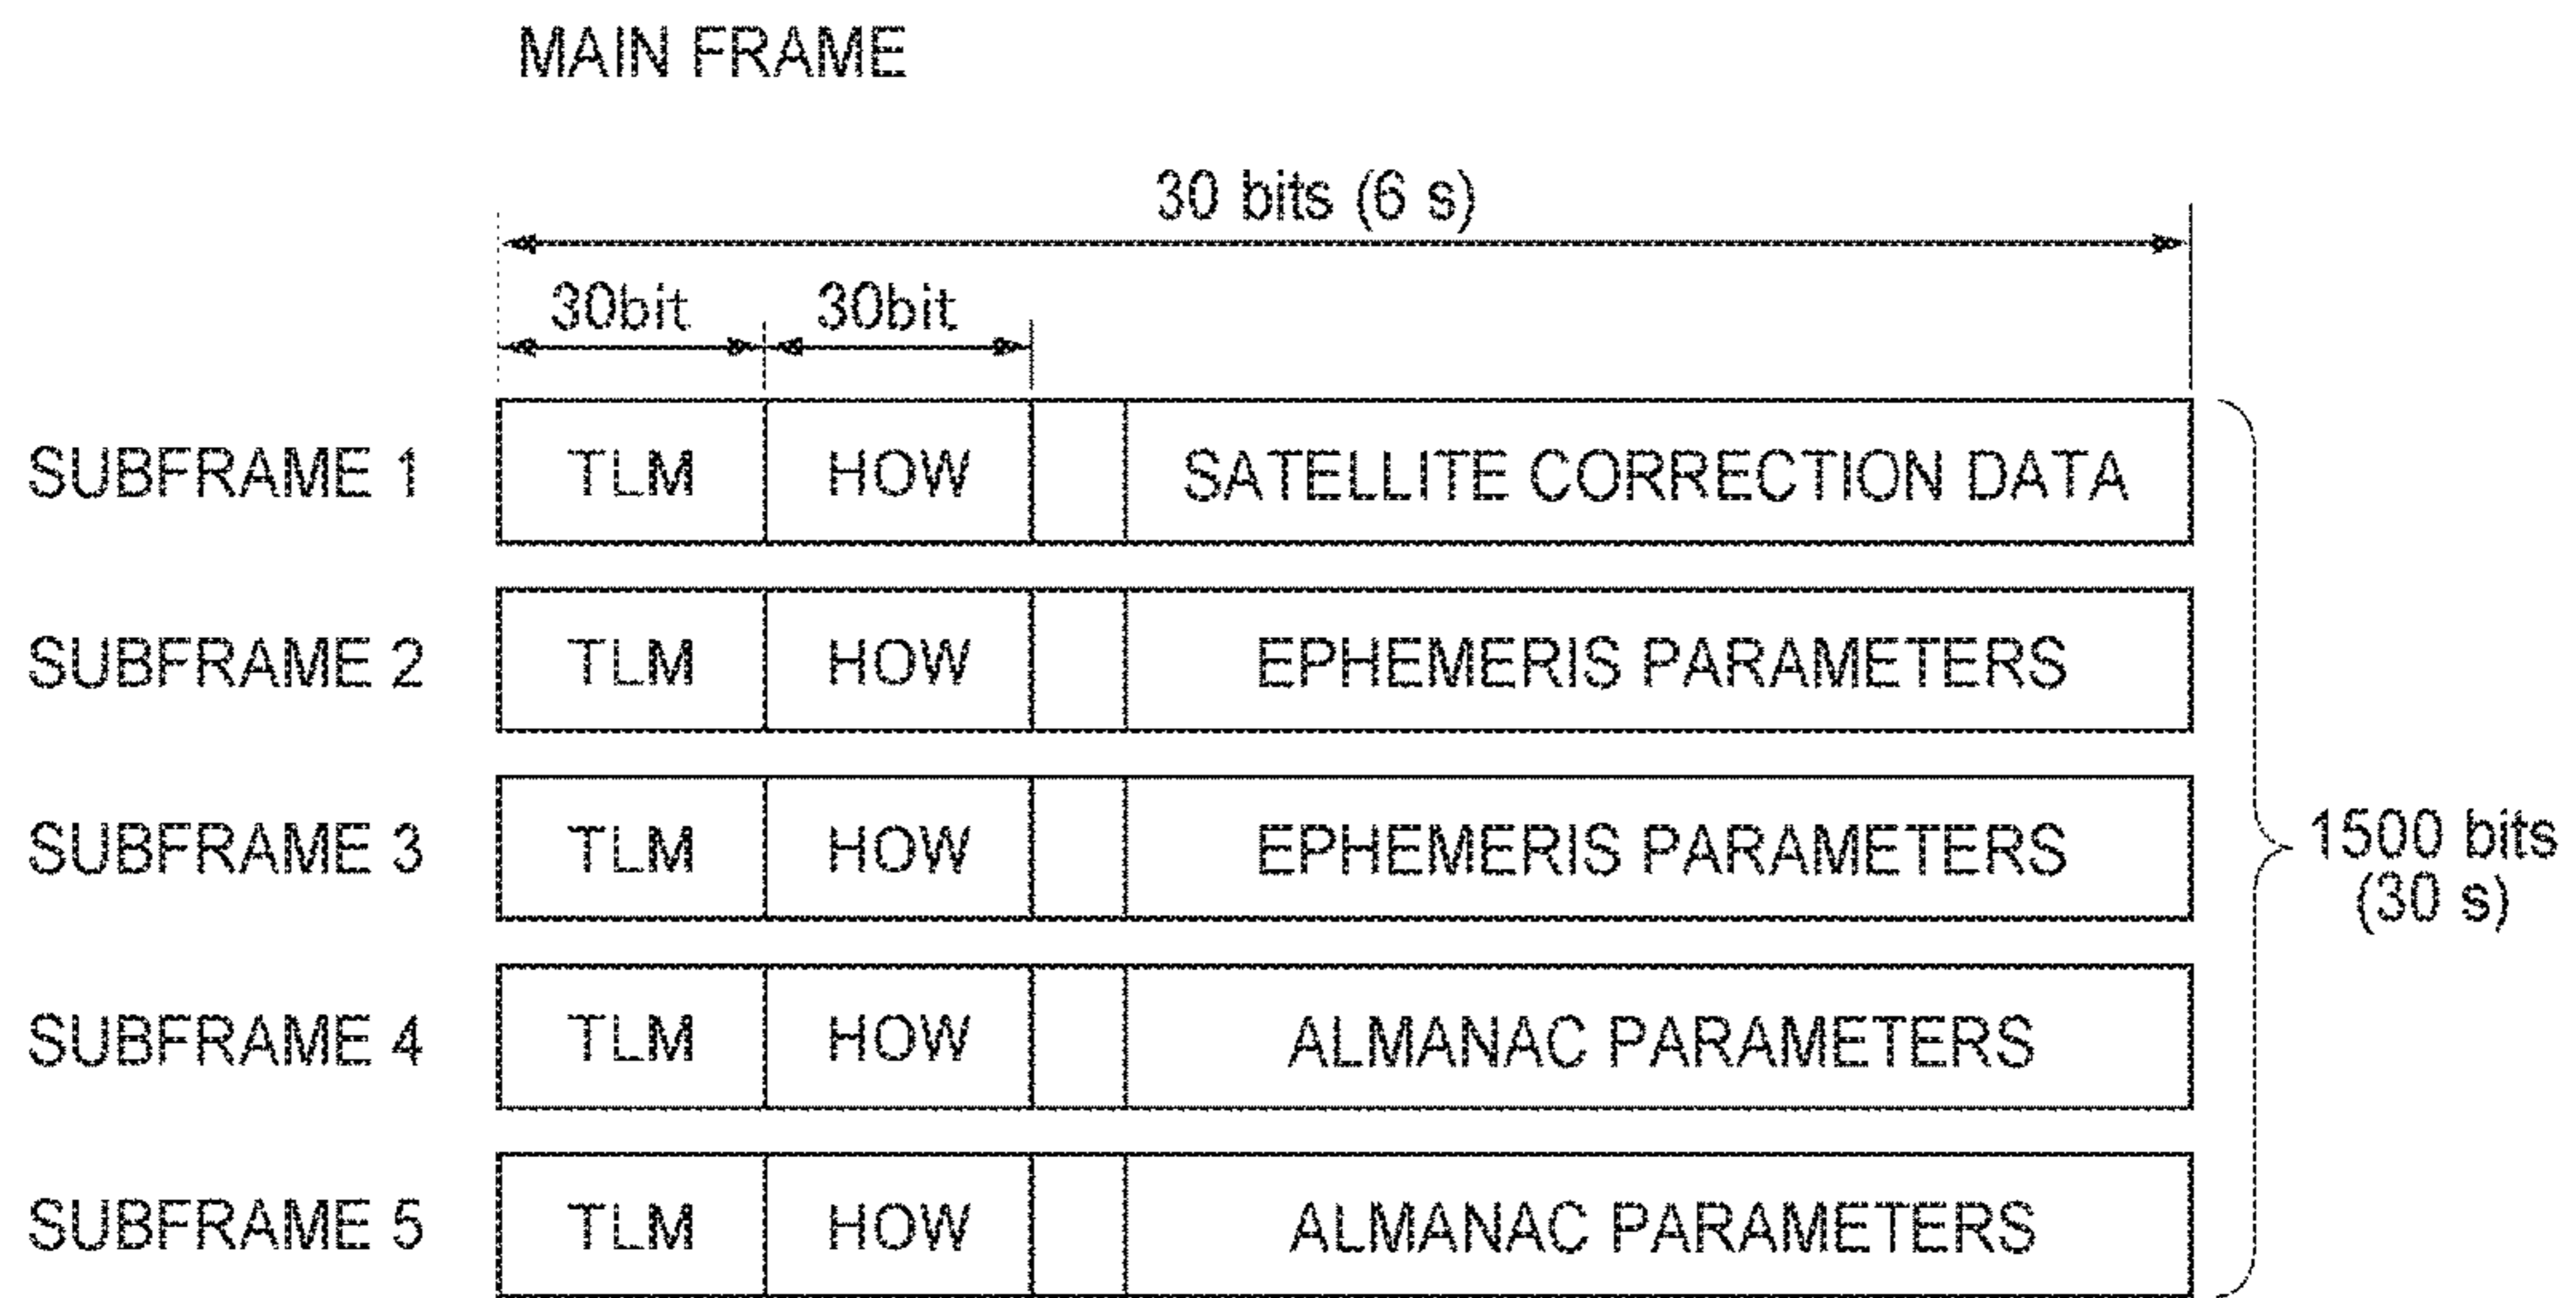 MAIN FRAME
30 bits (6 s)
30bit 30bit
SUBFRAME 1 TLM HOW SATELLITE CORRECTION DATA
SUBFRAME 2 TLM HOW EPHEMERIS PARAMETERS
SUBFRAME 3 TLM HOW EPHEMERIS PARAMETERS
1500 bits
(30 s)
SUBFRAME 4 TLM HOW ALMANAC PARAMETERS
SUBFRAME 5 TLM HOW ALMANAC PARAMETERS